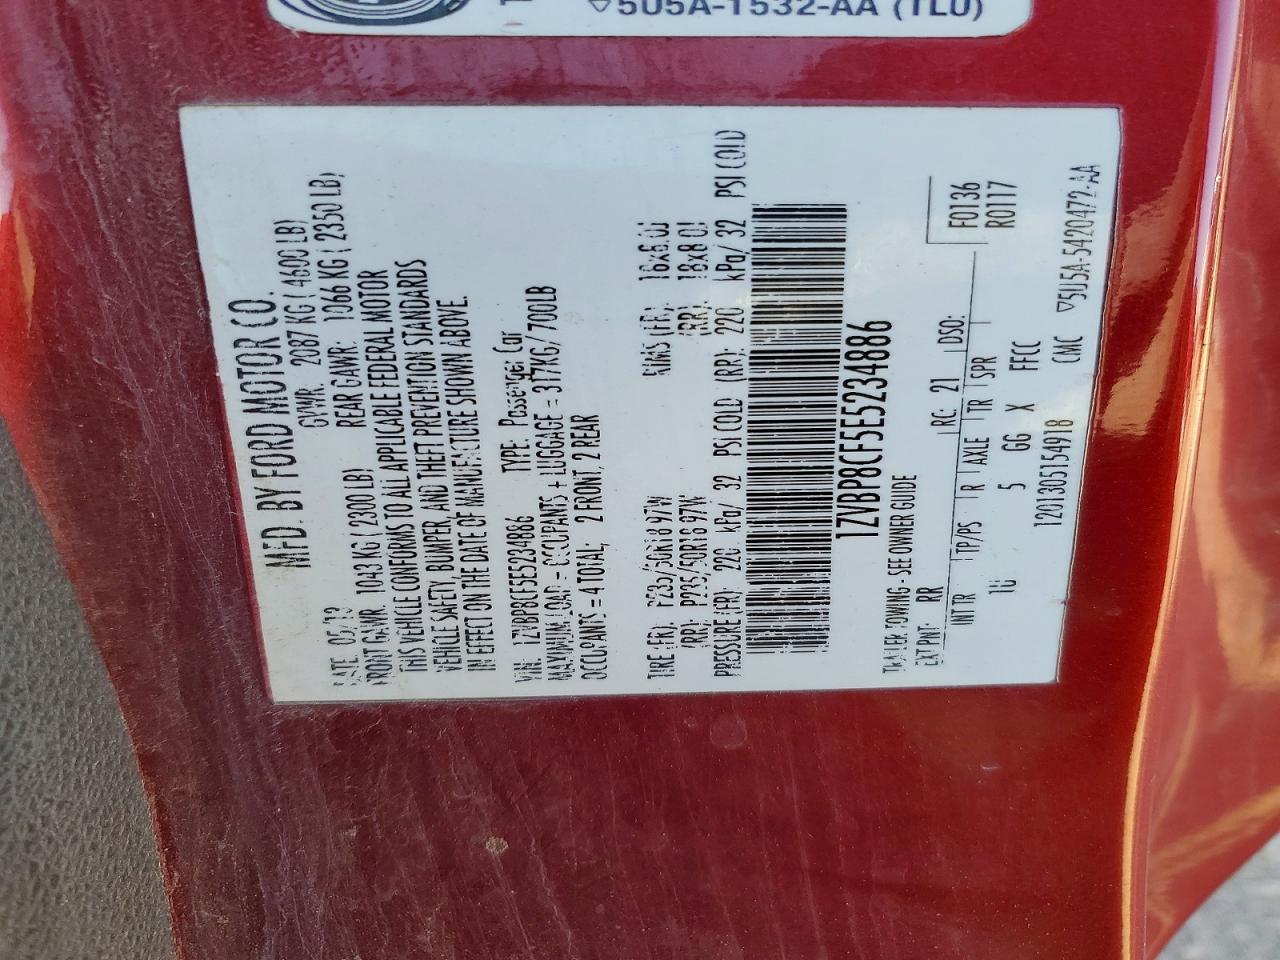 5U5A-1532-AA (TLU)
MFD. BY FORD MOTOR CO.
DATE: 05/13 GVWR: 2087 KG ( 4600 LB)
FRONT GAWR: 1043 KG ( 2300 LB) REAR GAWR: 1066 KG ( 2350 LB)
THIS VEHICLE CONFORMS TO ALL APPLICABLE FEDERAL MOTOR
VEHICLE SAFETY, BUMPER, AND THEFT PREVENTION STANDARDS
IN EFFECT ON THE DATE OF MANUFACTURE SHOWN ABOVE.
VIN: 1ZVBP8CF5E5234886 TYPE: Passenger Car
MAXIMUM LOAD = OCCUPANTS + LUGGAGE = 317KG/ 700LB
OCCUPANTS = 4 TOTAL; 2 FRONT, 2 REAR
TIRE (FR): P235/50R18 97W RIMS (FR): 18x8.0J
(RR): P235/50R18 97W (RR): 18x8.0J
PRESSURE (FR): 220 kPa/ 32 PSI COLD (RR): 220 kPa/ 32 PSI COLD
1ZVBP8CF5E5234886
TRAILER TOWING - SEE OWNER GUIDE
EXT PNT: RR RC: 21 DSO: F0136
R0117
INT TR TP/PS R AXLE TR SPR
5 GG X FFCC
1201305154918 CMC ▽5U5A-5420472-AA